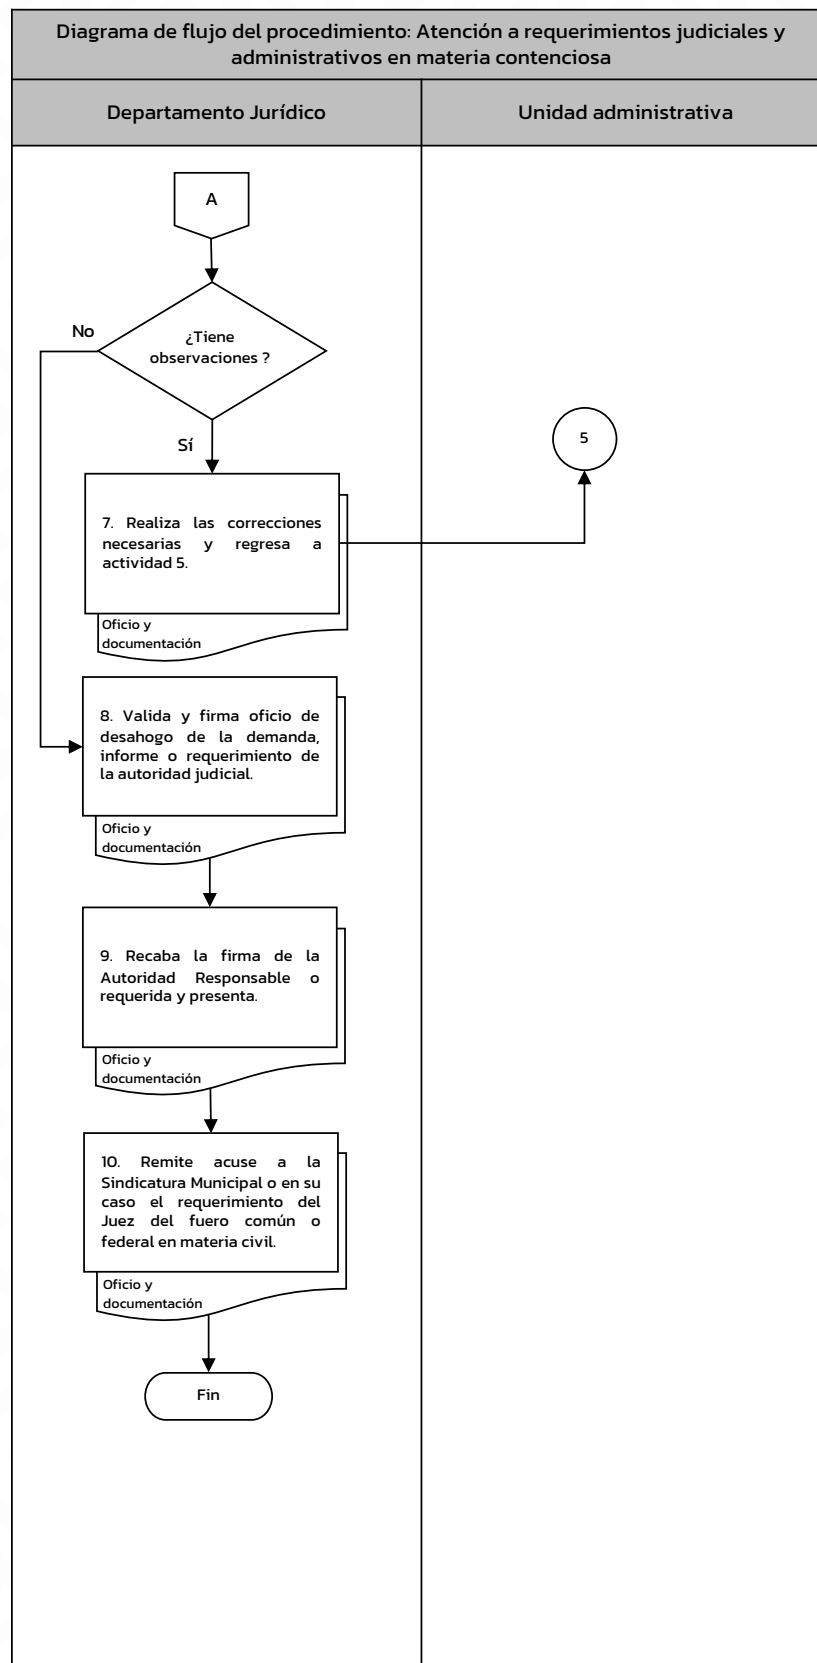 Diagrama de flujo del procedimiento: Atención a requerimientos judiciales y
administrativos en materia contenciosa
Departamento Jurídico
Unidad administrativa
A
¿Tiene
observaciones ?
No
Sí
5
7. Realiza las correcciones
necesarias y regresa a
actividad 5.
Oficio y
documentación
8. Valida y firma oficio de
desahogo de la demanda,
informe o requerimiento de
la autoridad judicial.
Oficio y
documentación
9. Recaba la firma de la
Autoridad Responsable o
requerida y presenta.
Oficio y
documentación
10. Remite acuse a la
Sindicatura Municipal o en su
caso el requerimiento del
Juez del fuero común o
federal en materia civil.
Oficio y
documentación
Fin